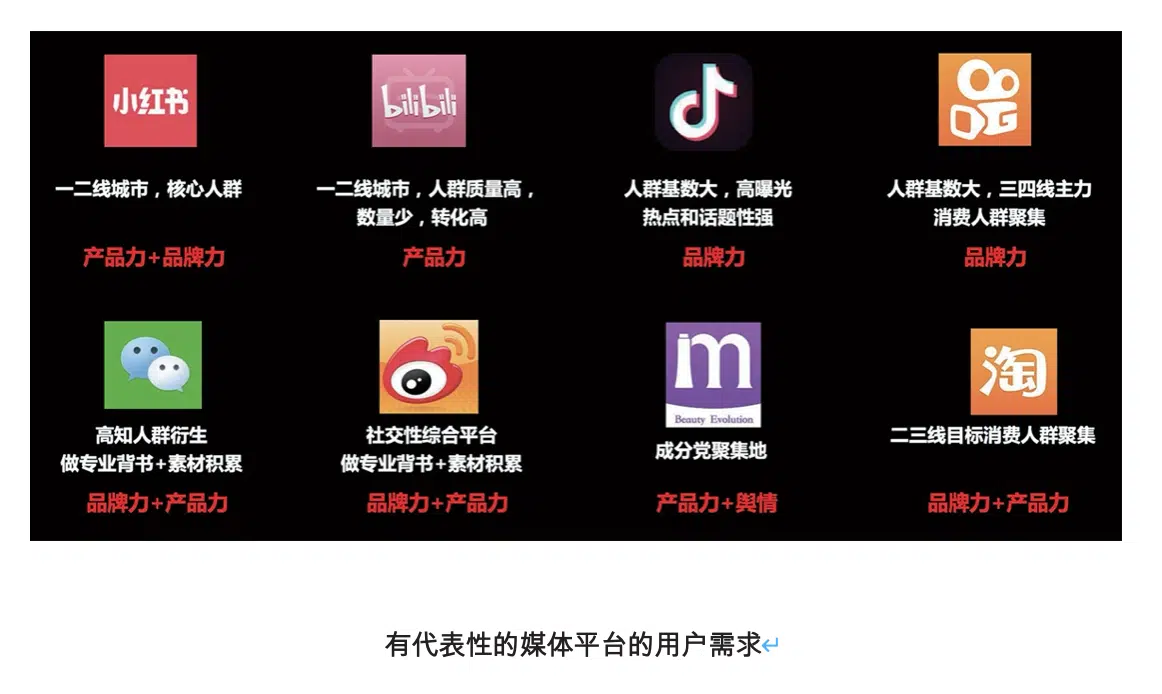 小红书
bilibili
一二线城市，核心人群
一二线城市，人群质量高，
数量少，转化高
人群基数大，高曝光
热点和话题性强
人群基数大，三四线主力
消费人群聚集
产品力+品牌力
产品力
品牌力
品牌力
m
Beauty Evolution
淘
高知人群衍生
做专业背书+素材积累
社交性综合平台
做专业背书+素材积累
成分党聚集地
二三线目标消费人群聚集
品牌力+产品力
品牌力+产品力
产品力+舆情
品牌力+产品力
有代表性的媒体平台的用户需求↵